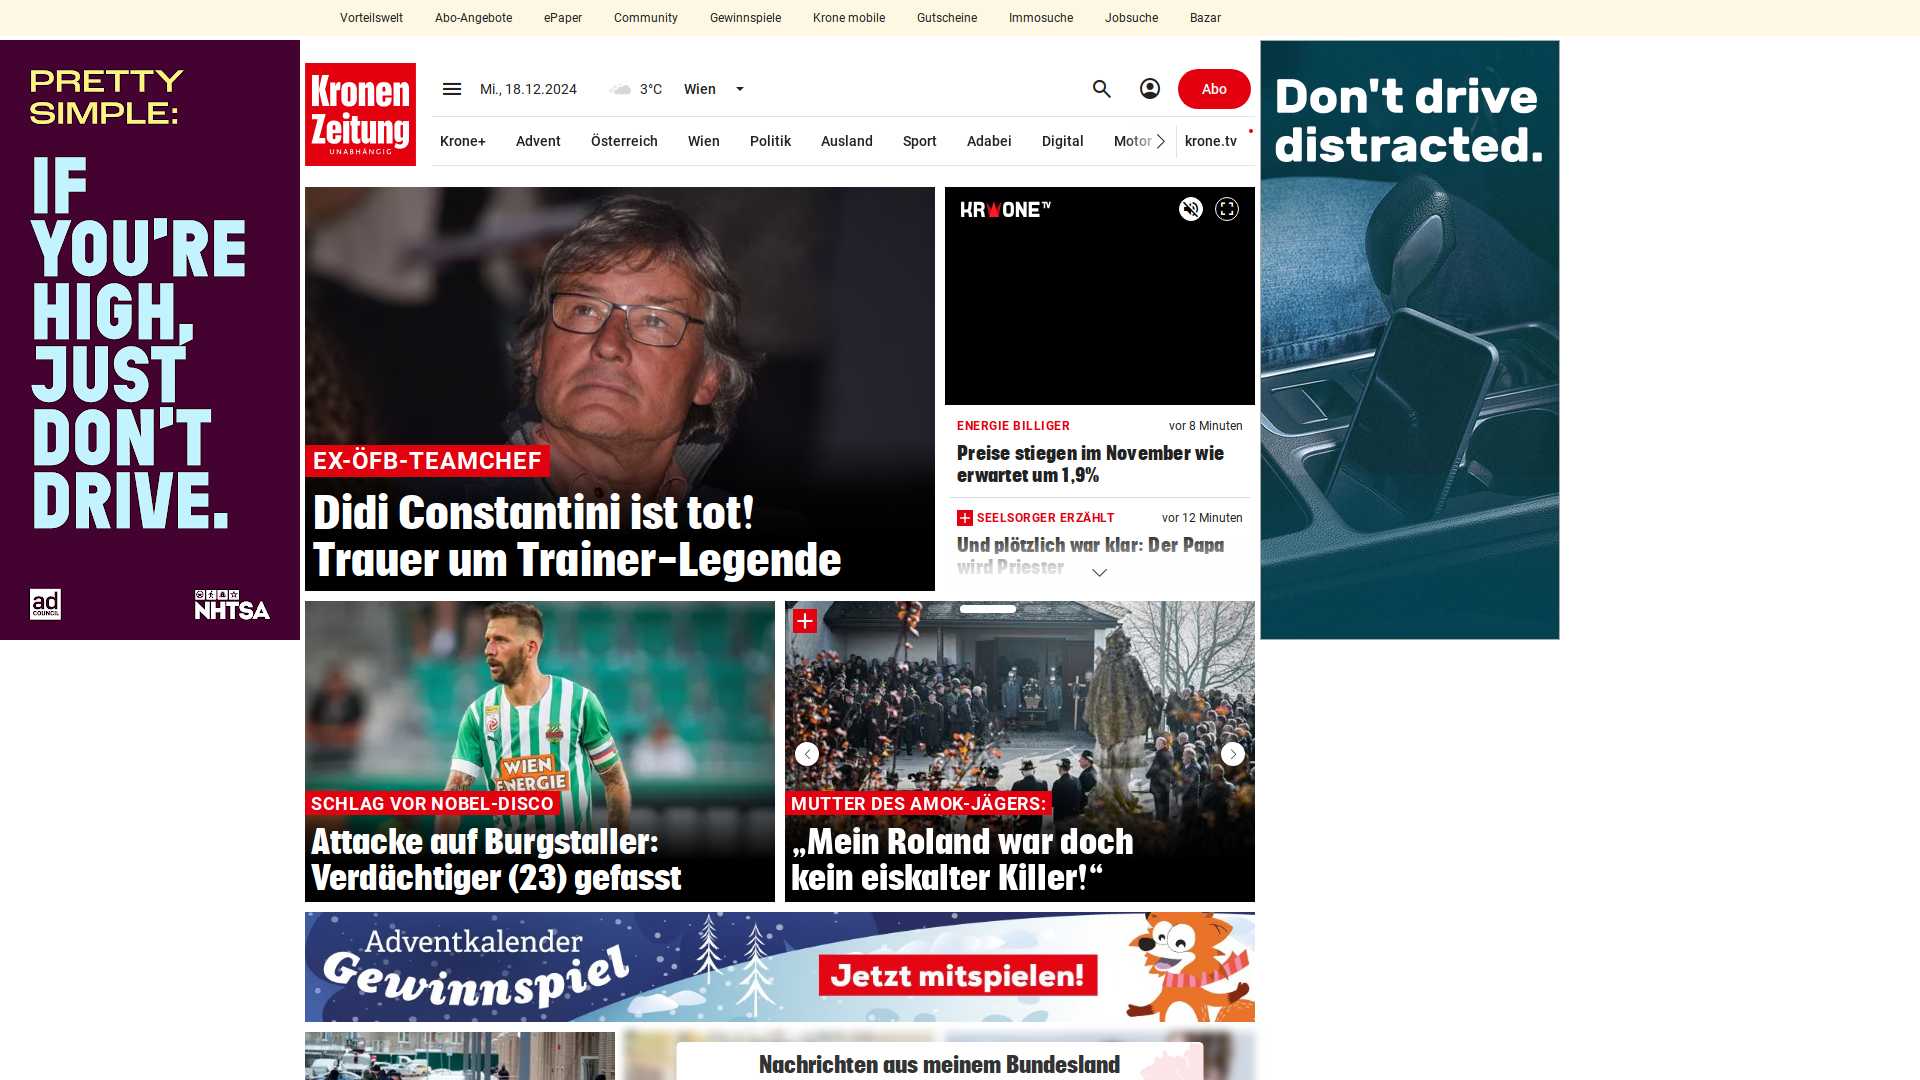 Vorteilswelt Abo-Angebote ePaper Community Gewinnspiele Krone mobile Gutscheine Immosuche Jobsuche Bazar
PRETTY
SIMPLE:
IF
YOU'RE
HIGH,
JUST
DON'T
DRIVE.
ad
COUNCIL
NHTSA
Kronen
Zeitung
UNABHÄNGIG
Mi., 18.12.2024 3°C Wien
Abo
Krone+ Advent Österreich Wien Politik Ausland Sport Adabei Digital Motor krone.tv
EX-ÖFB-TEAMCHEF
Didi Constantini ist tot!
Trauer um Trainer-Legende
KRONE TV
ENERGIE BILLIGER vor 8 Minuten
Preise stiegen im November wie
erwartet um 1,9%
SEELSORGER ERZÄHLT vor 12 Minuten
Und plötzlich war klar: Der Papa
wird Priester
Don't drive
distracted.
WIEN
ENERGIE
SCHLAG VOR NOBEL-DISCO
Attacke auf Burgstaller:
Verdächtiger (23) gefasst
MUTTER DES AMOK-JÄGERS:
„Mein Roland war doch
kein eiskalter Killer!“
Adventkalender
Gewinnspiel
Jetzt mitspielen!
Nachrichten aus meinem Bundesland